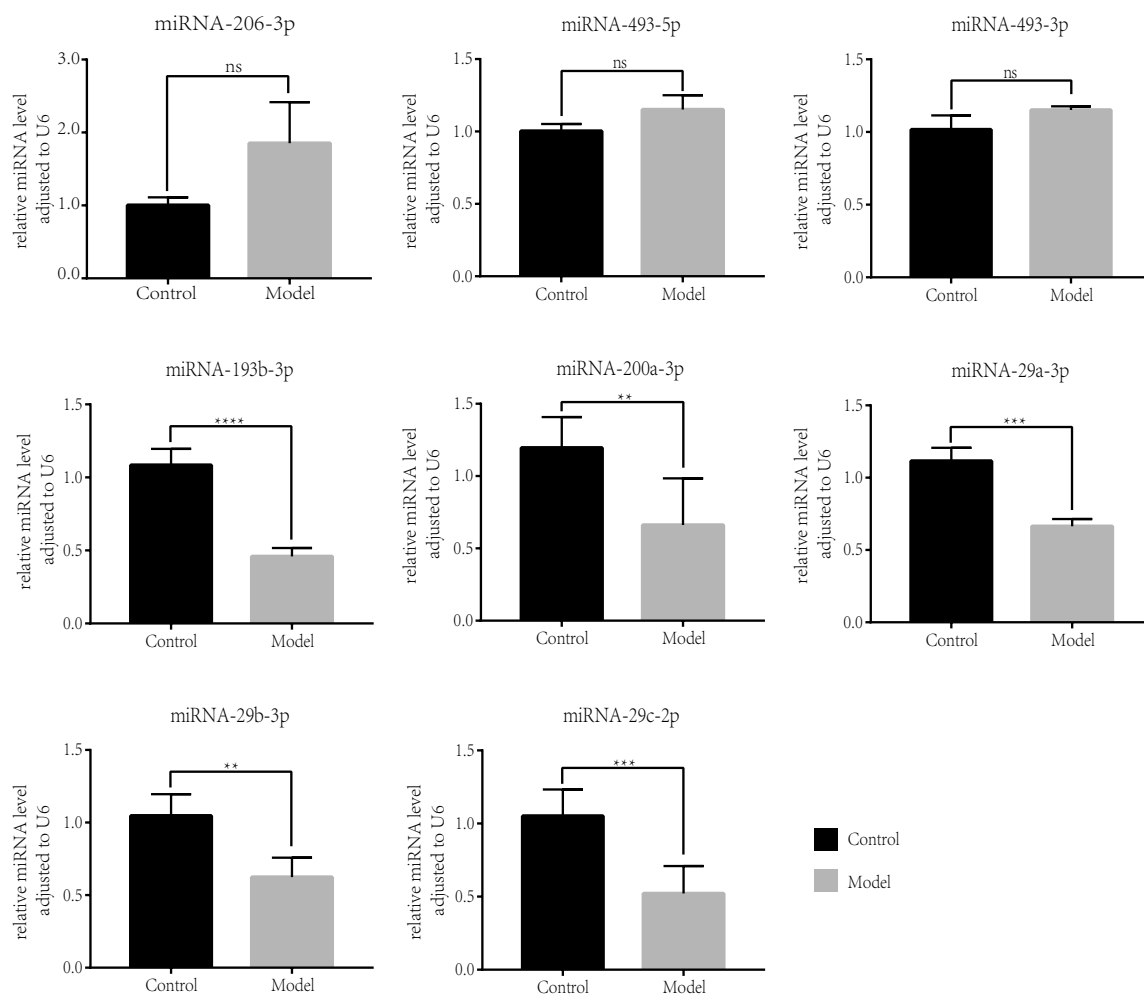 miRNA-206-3p
relative miRNA level
adjusted to U6
3.0
2.0
1.0
0.0
ns
Control
Model
miRNA-493-5p
relative miRNA level
adjusted to U6
1.5
1.0
0.5
0.0
ns
Control
Model
miRNA-493-3p
relative miRNA level
adjusted to U6
1.5
1.0
0.5
0.0
ns
Control
Model
miRNA-193b-3p
relative miRNA level
adjusted to U6
1.5
1.0
0.5
0.0
****
Control
Model
miRNA-200a-3p
relative miRNA level
adjusted to U6
1.5
1.0
0.5
0.0
**
Control
Model
miRNA-29a-3p
relative miRNA level
adjusted to U6
1.5
1.0
0.5
0.0
***
Control
Model
miRNA-29b-3p
relative miRNA level
adjusted to U6
1.5
1.0
0.5
0.0
**
Control
Model
miRNA-29c-2p
relative miRNA level
adjusted to U6
1.5
1.0
0.5
0.0
***
Control
Model
Control
Model